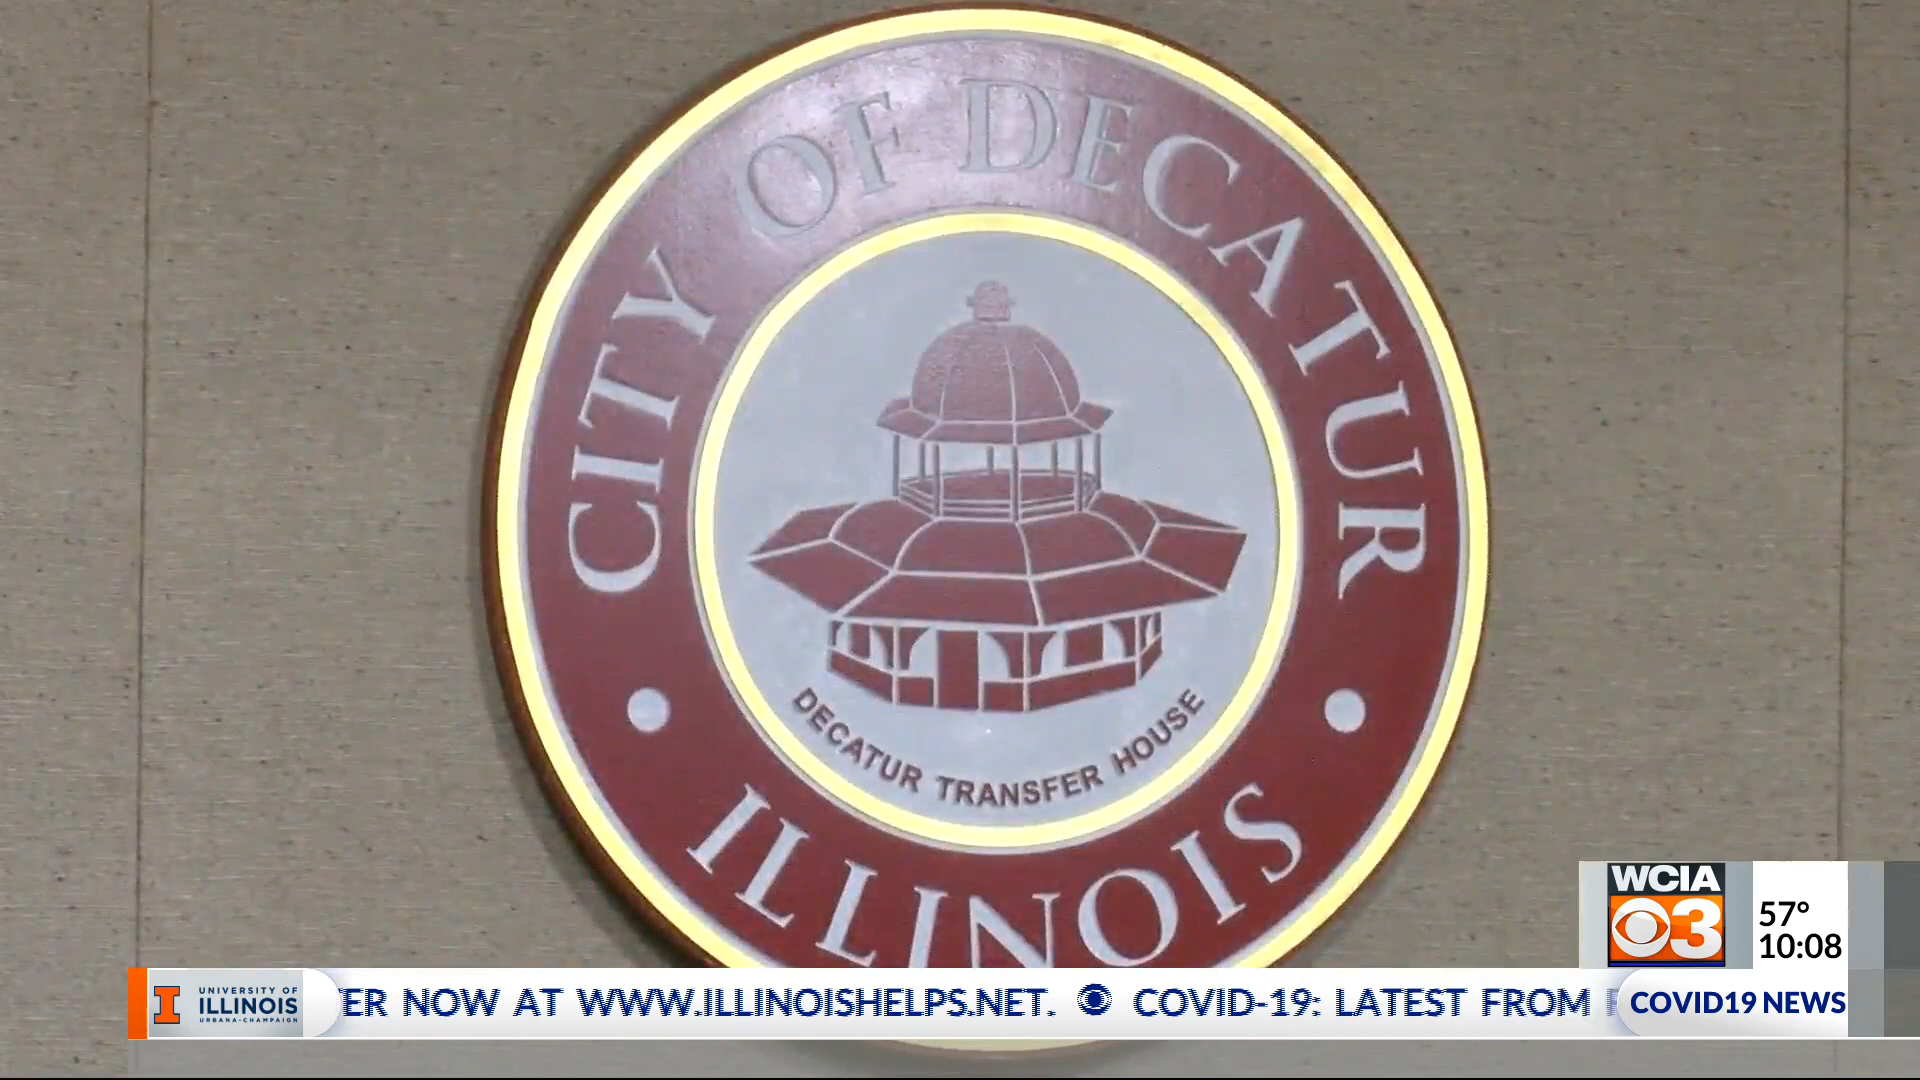 CITY OF DECATUR
DECATUR TRANSFER HOUSE
ILLINOIS
WCIA
3
57°
10:08
UNIVERSITY OF
ILLINOIS
URBANA-CHAMPAIGN
NOW AT WWW.ILLINOISHELPS.NET. COVID-19: LATEST FROM
COVID19 NEWS